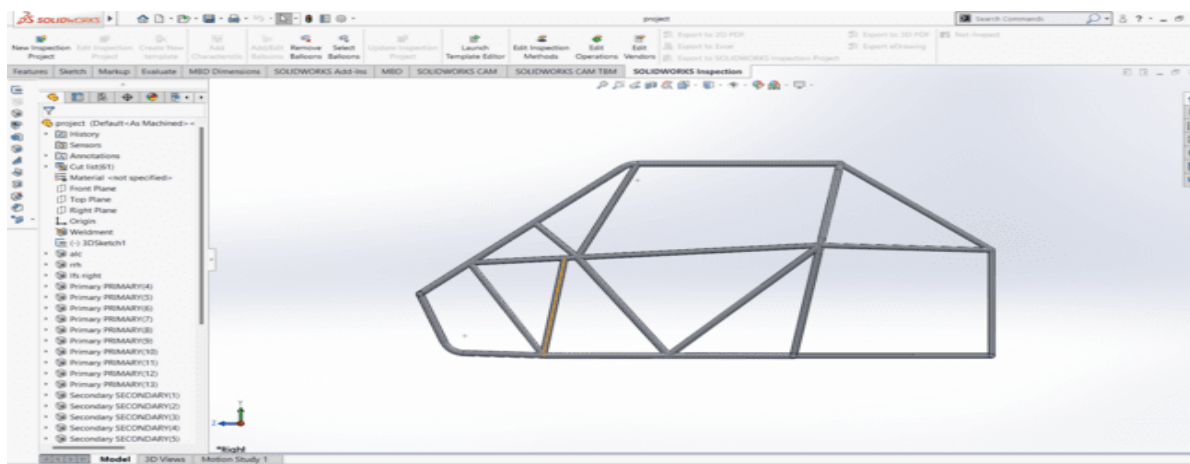 SOLIDWORKS
project
Search Commands
New Inspection Project
Edit Inspection Project
Create New template
Add Characteristic
Add/Edit Balloons
Remove Balloons
Select Balloons
Update Inspection Project
Launch Template Editor
Edit Inspection Methods
Edit Operations
Edit Vendors
Export to 2D PDF
Export to Excel
Export to SOLIDWORKS Inspection Project
Export to 3D PDF
Export eDrawing
Net-Inspect
Features Sketch Markup Evaluate MBD Dimensions SOLIDWORKS Add-Ins MBD SOLIDWORKS CAM SOLIDWORKS CAM TBM SOLIDWORKS Inspection
project (Default<As Machined><
History
Sensors
Annotations
Cut list(61)
Material <not specified>
Front Plane
Top Plane
Right Plane
Origin
Weldment
(-) 3DSketch1
alc
rrh
lfs right
Primary PRIMARY(4)
Primary PRIMARY(5)
Primary PRIMARY(6)
Primary PRIMARY(7)
Primary PRIMARY(8)
Primary PRIMARY(9)
Primary PRIMARY(10)
Primary PRIMARY(11)
Primary PRIMARY(12)
Primary PRIMARY(13)
Secondary SECONDARY(1)
Secondary SECONDARY(2)
Secondary SECONDARY(3)
Secondary SECONDARY(4)
Secondary SECONDARY(5)
Y
Z
*Right
Model 3D Views Motion Study 1